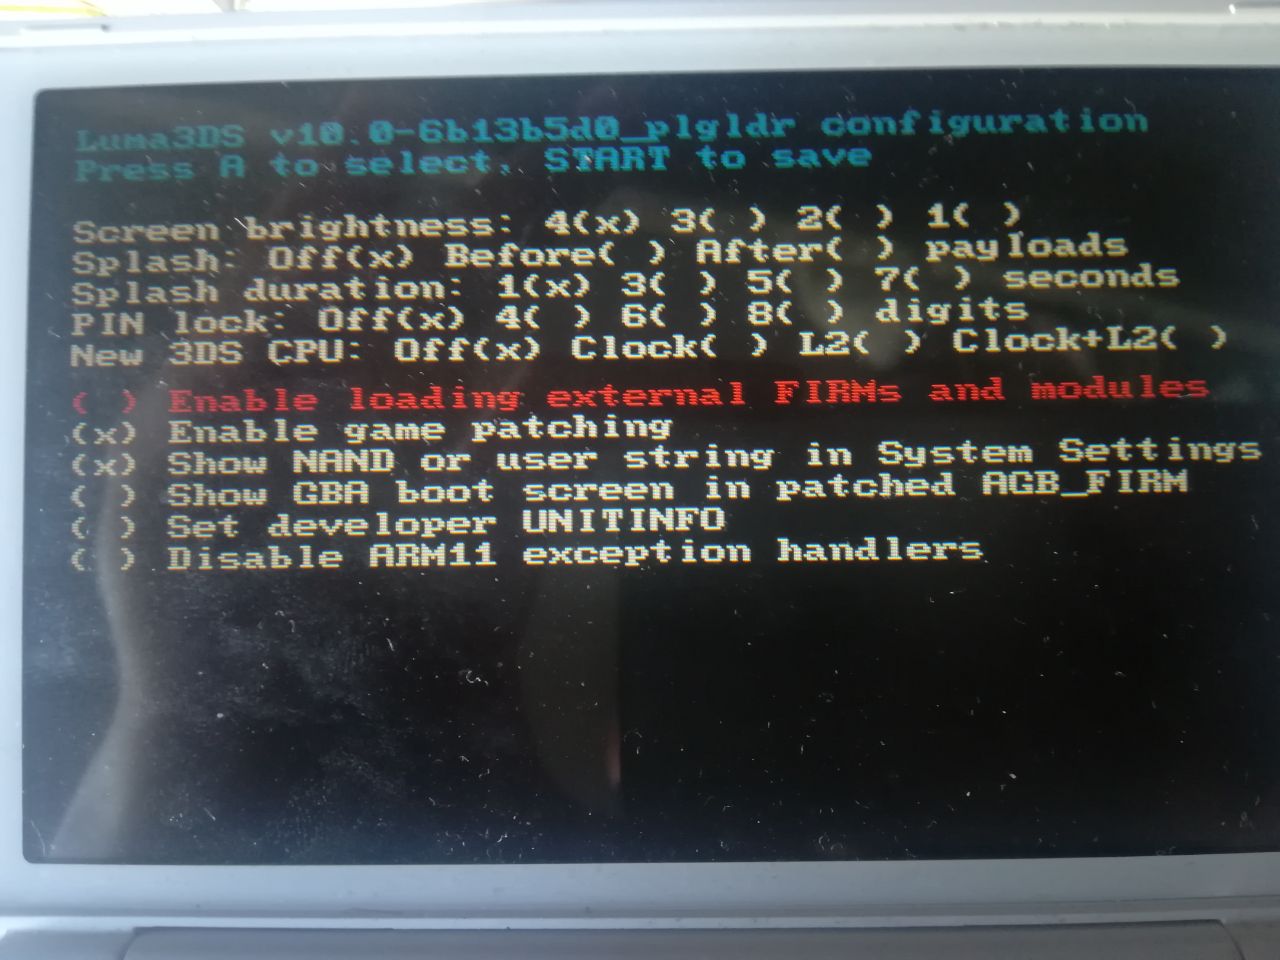 Luma3DS v10.0-6b13b5d0_plgldr configuration
Press A to select, START to save
Screen brightness: 4(x) 3( ) 2( ) 1( )
Splash: Off(x) Before( ) After( ) payloads
Splash duration: 1(x) 3( ) 5( ) 7( ) seconds
PIN lock: Off(x) 4( ) 6( ) 8( ) digits
New 3DS CPU: Off(x) Clock( ) L2( ) Clock+L2( )
( ) Enable loading external FIRMs and modules
(x) Enable game patching
(x) Show NAND or user string in System Settings
( ) Show GBA boot screen in patched AGB_FIRM
( ) Set developer UNITINFO
( ) Disable ARM11 exception handlers